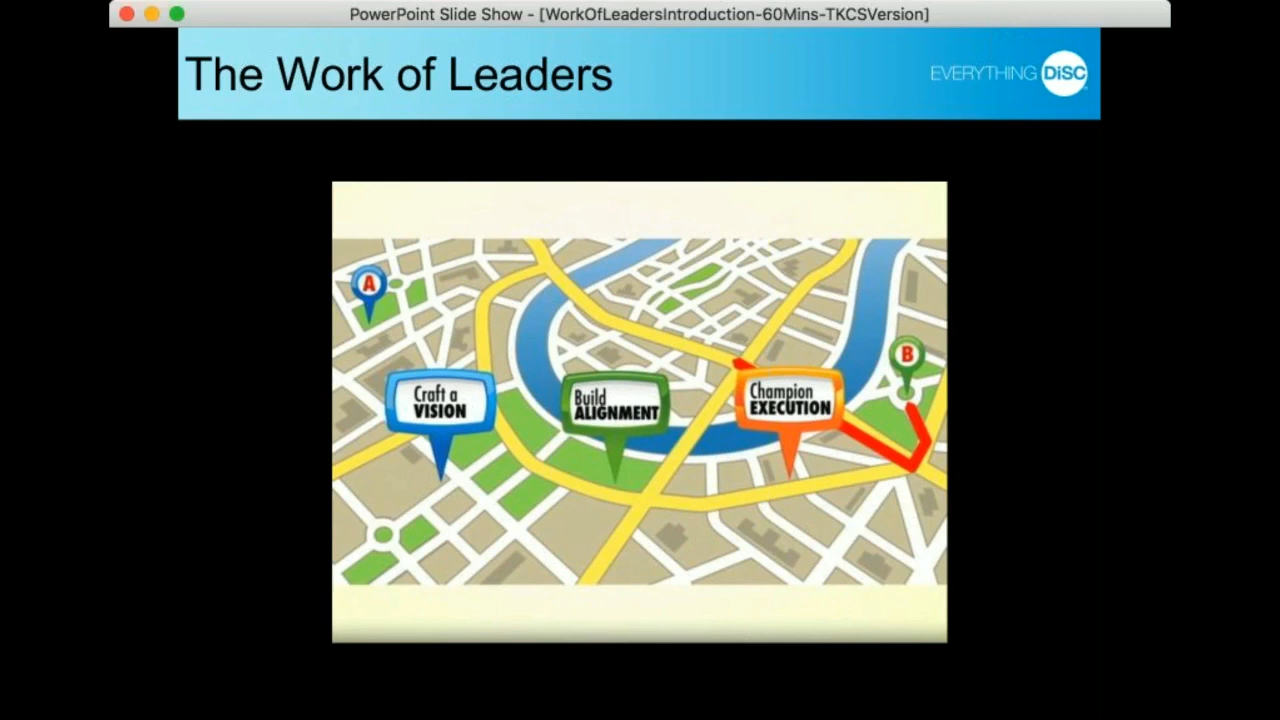 PowerPoint Slide Show - [WorkOfLeadersIntroduction-60Mins-TKCSVersion]
The Work of Leaders
EVERYTHING DiSC
A
B
Craft a
VISION
Build
ALIGNMENT
Champion
EXECUTION